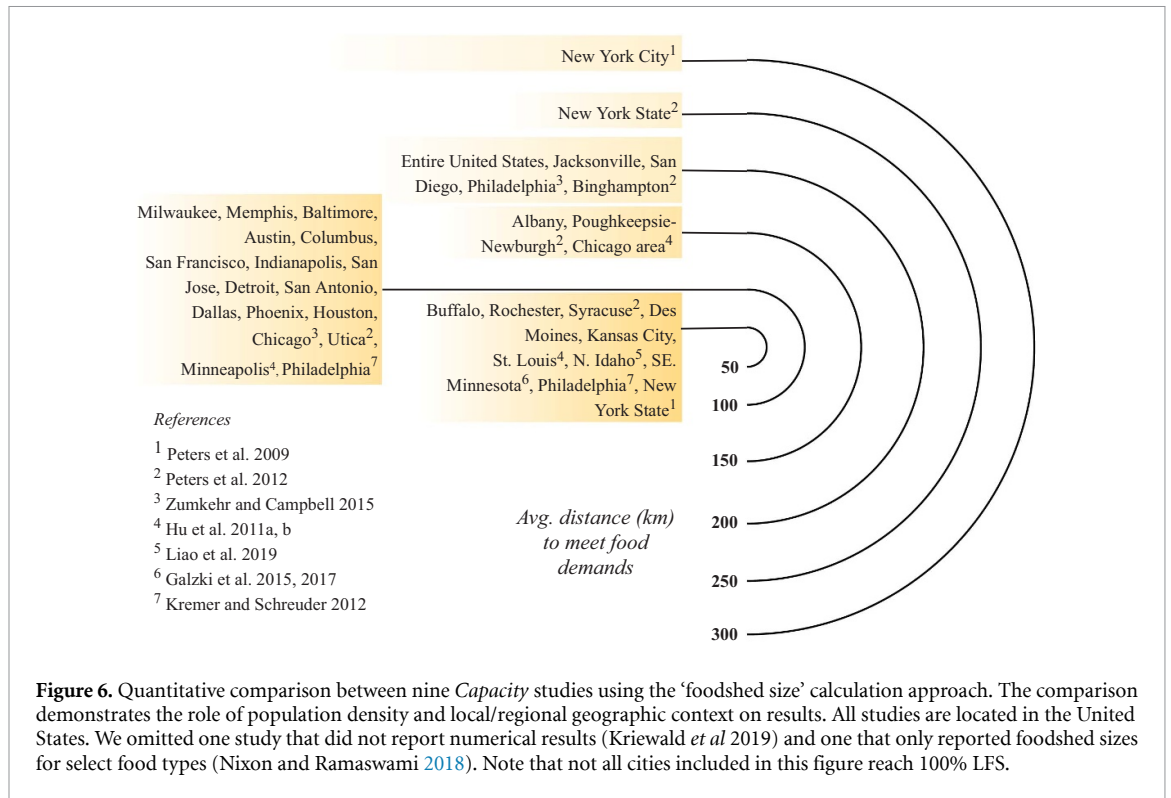 New York City1
New York State2
Entire United States, Jacksonville, San
Diego, Philadelphia3, Binghampton2
Albany, Poughkeepsie-
Newburgh2, Chicago area4
Milwaukee, Memphis, Baltimore,
Austin, Columbus,
San Francisco, Indianapolis, San
Jose, Detroit, San Antonio,
Dallas, Phoenix, Houston,
Chicago3, Utica2,
Minneapolis4, Philadelphia7
Buffalo, Rochester, Syracuse2, Des
Moines, Kansas City,
St. Louis4, N. Idaho5, SE.
Minnesota6, Philadelphia7, New
York State1
50
100
150
200
250
300
Avg. distance (km)
to meet food
demands
References
1 Peters et al. 2009
2 Peters et al. 2012
3 Zumkehr and Campbell 2015
4 Hu et al. 2011a, b
5 Liao et al. 2019
6 Galzki et al. 2015, 2017
7 Kremer and Schreuder 2012
Figure 6. Quantitative comparison between nine Capacity studies using the ‘foodshed size’ calculation approach. The comparison
demonstrates the role of population density and local/regional geographic context on results. All studies are located in the United
States. We omitted one study that did not report numerical results (Kriewald et al 2019) and one that only reported foodshed sizes
for select food types (Nixon and Ramaswami 2018). Note that not all cities included in this figure reach 100% LFS.